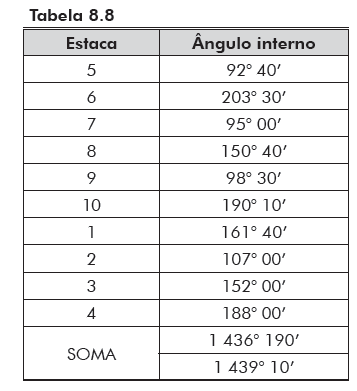 Tabela 8.8
Estaca Ângulo interno
5 92° 40′
6 203° 30′
7 95° 00′
8 150° 40′
9 98° 30′
10 190° 10′
1 161° 40′
2 107° 00′
3 152° 00′
4 188° 00′
SOMA 1 436° 190′
1 439° 10′